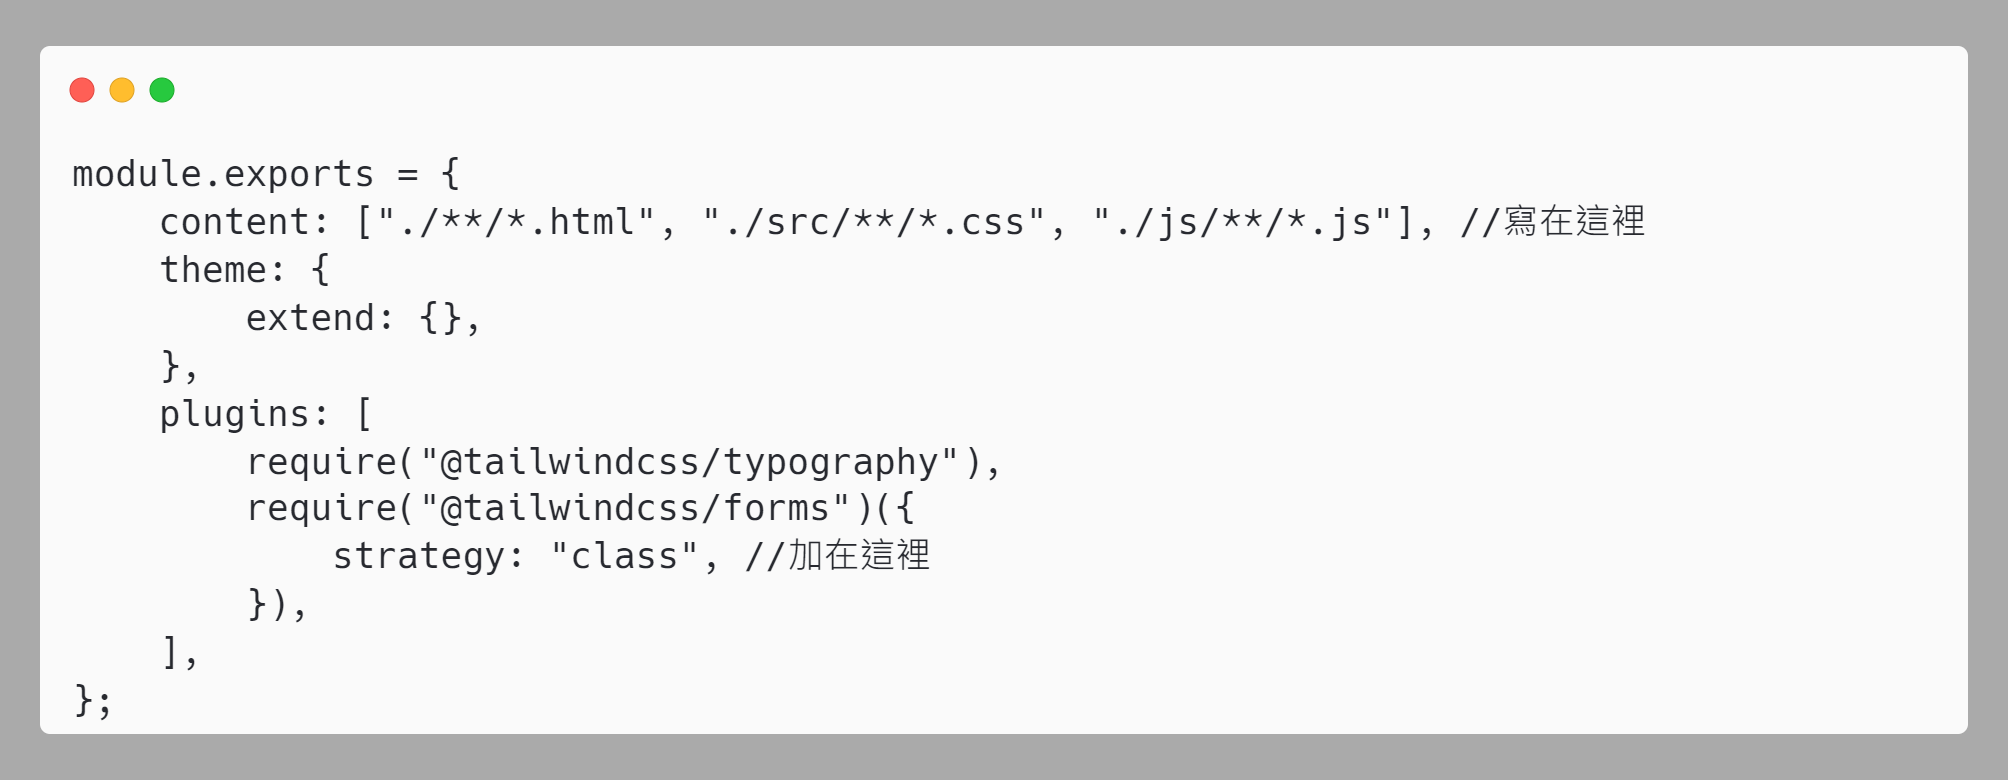 module.exports = {
    content: ["./**/*.html", "./src/**/*.css", "./js/**/*.js"], //寫在這裡
    theme: {
        extend: {},
    },
    plugins: [
        require("@tailwindcss/typography"),
        require("@tailwindcss/forms")({
            strategy: "class", //加在這裡
        }),
    ],
};